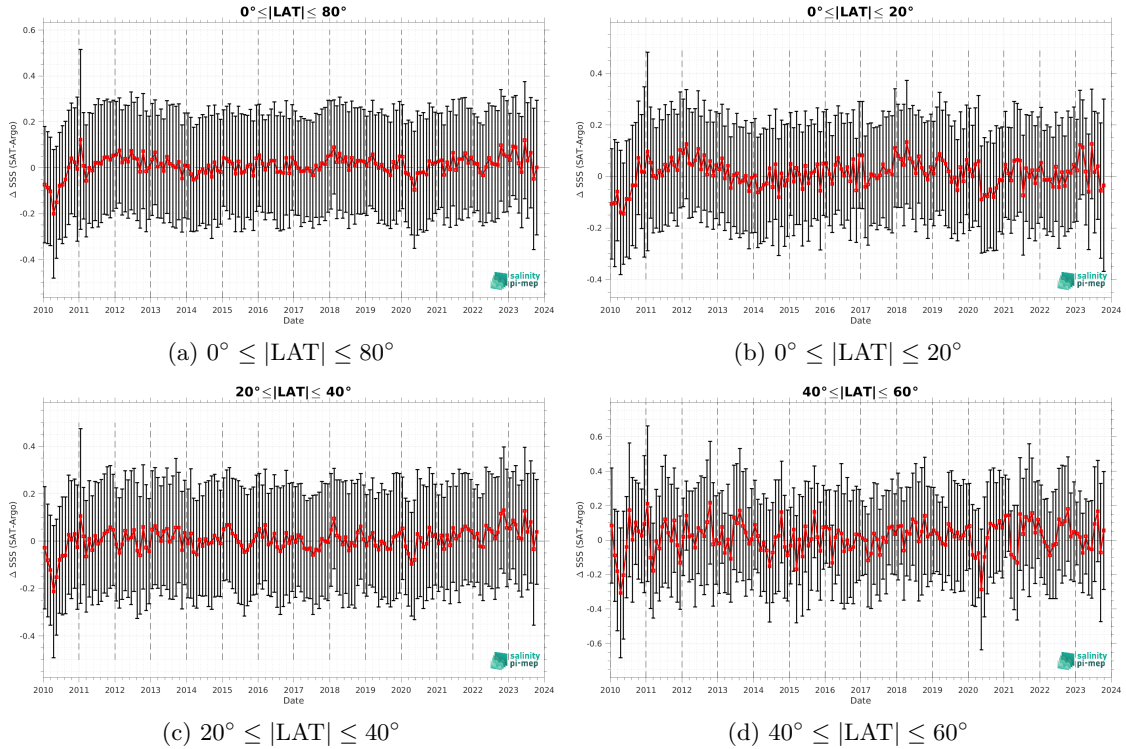 0°≤|LAT|≤ 80°
Δ SSS (SAT-Argo)
0.6
0.4
0.2
0
-0.2
-0.4
2010 2011 2012 2013 2014 2015 2016 2017 2018 2019 2020 2021 2022 2023 2024
Date
salinity
pi-mep
(a) 0° ≤ |LAT| ≤ 80°
0°≤|LAT|≤ 20°
Δ SSS (SAT-Argo)
0.4
0.2
0
-0.2
-0.4
2010 2011 2012 2013 2014 2015 2016 2017 2018 2019 2020 2021 2022 2023 2024
Date
salinity
pi-mep
(b) 0° ≤ |LAT| ≤ 20°
20°≤|LAT|≤ 40°
Δ SSS (SAT-Argo)
0.4
0.2
0
-0.2
-0.4
2010 2011 2012 2013 2014 2015 2016 2017 2018 2019 2020 2021 2022 2023 2024
Date
salinity
pi-mep
(c) 20° ≤ |LAT| ≤ 40°
40°≤|LAT|≤ 60°
Δ SSS (SAT-Argo)
0.6
0.4
0.2
0
-0.2
-0.4
-0.6
2010 2011 2012 2013 2014 2015 2016 2017 2018 2019 2020 2021 2022 2023 2024
Date
salinity
pi-mep
(d) 40° ≤ |LAT| ≤ 60°